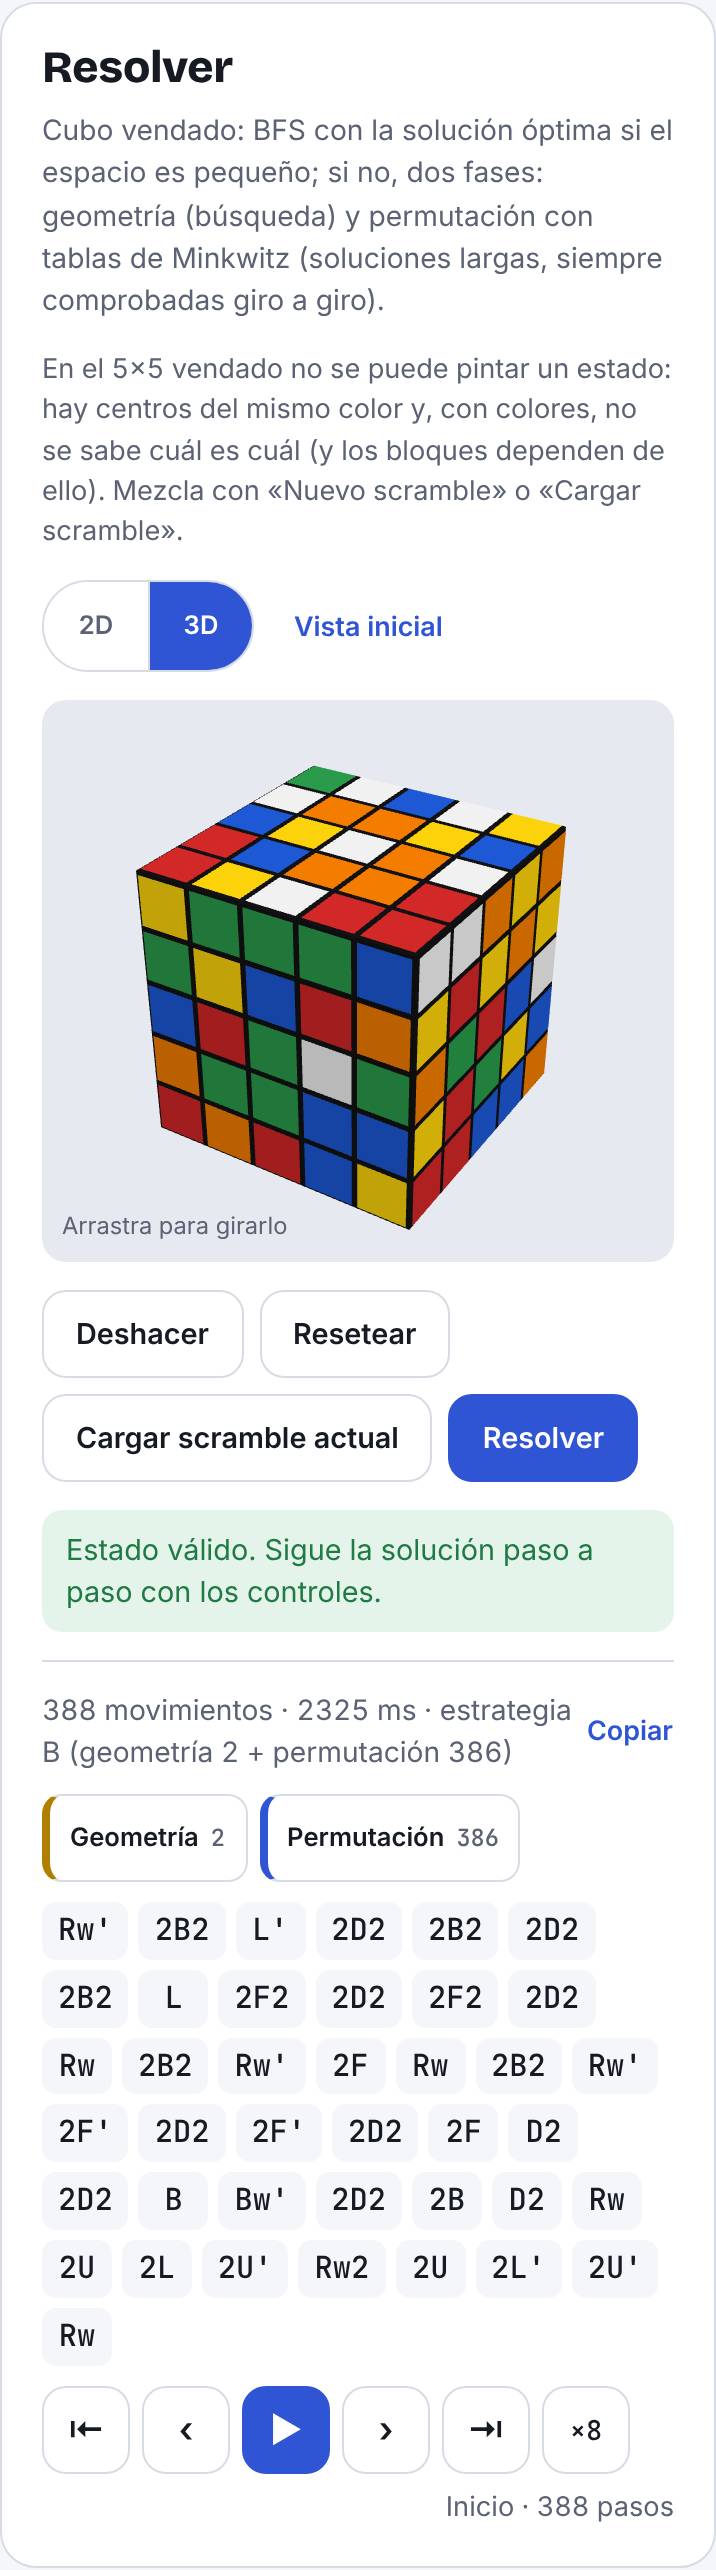 Resolver
Cubo vendado: BFS con la solución óptima si el
espacio es pequeño; si no, dos fases:
geometría (búsqueda) y permutación con
tablas de Minkwitz (soluciones largas, siempre
comprobadas giro a giro).
En el 5×5 vendado no se puede pintar un estado:
hay centros del mismo color y, con colores, no
se sabe cuál es cuál (y los bloques dependen de
ello). Mezcla con «Nuevo scramble» o «Cargar
scramble».
2D 3D Vista inicial
Arrastra para girarlo
Deshacer Resetear
Cargar scramble actual Resolver
Estado válido. Sigue la solución paso a
paso con los controles.
388 movimientos · 2325 ms · estrategia
B (geometría 2 + permutación 386)
Copiar
Geometría 2 Permutación 386
Rw' 2B2 L' 2D2 2B2 2D2
2B2 L 2F2 2D2 2F2 2D2
Rw 2B2 Rw' 2F Rw 2B2 Rw'
2F' 2D2 2F' 2D2 2F D2
2D2 B Bw' 2D2 2B D2 Rw
2U 2L 2U' Rw2 2U 2L' 2U'
Rw
×8
Inicio · 388 pasos